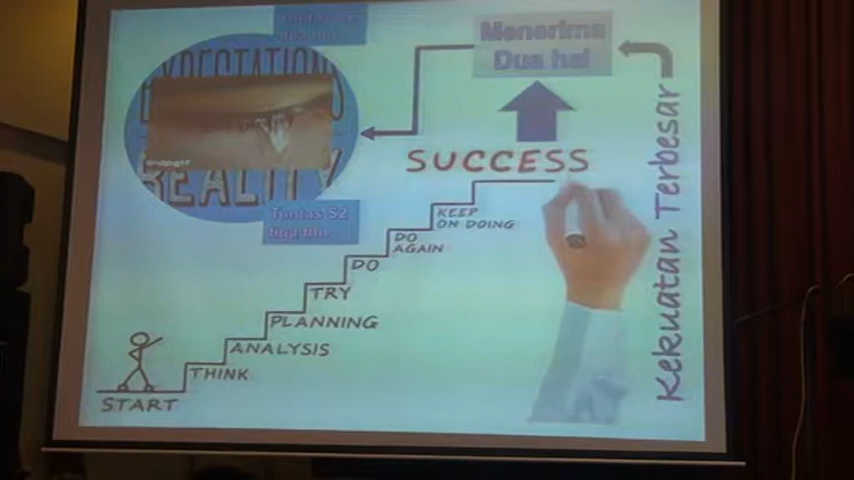 Menerima
Dua hal
EXPECTATION
REALITY
Tuntas S2
SUCCESS
KEEP
ON DOING
DO
AGAIN
DO
TRY
PLANNING
ANALYSIS
THINK
START
Kekuatan Terbesar